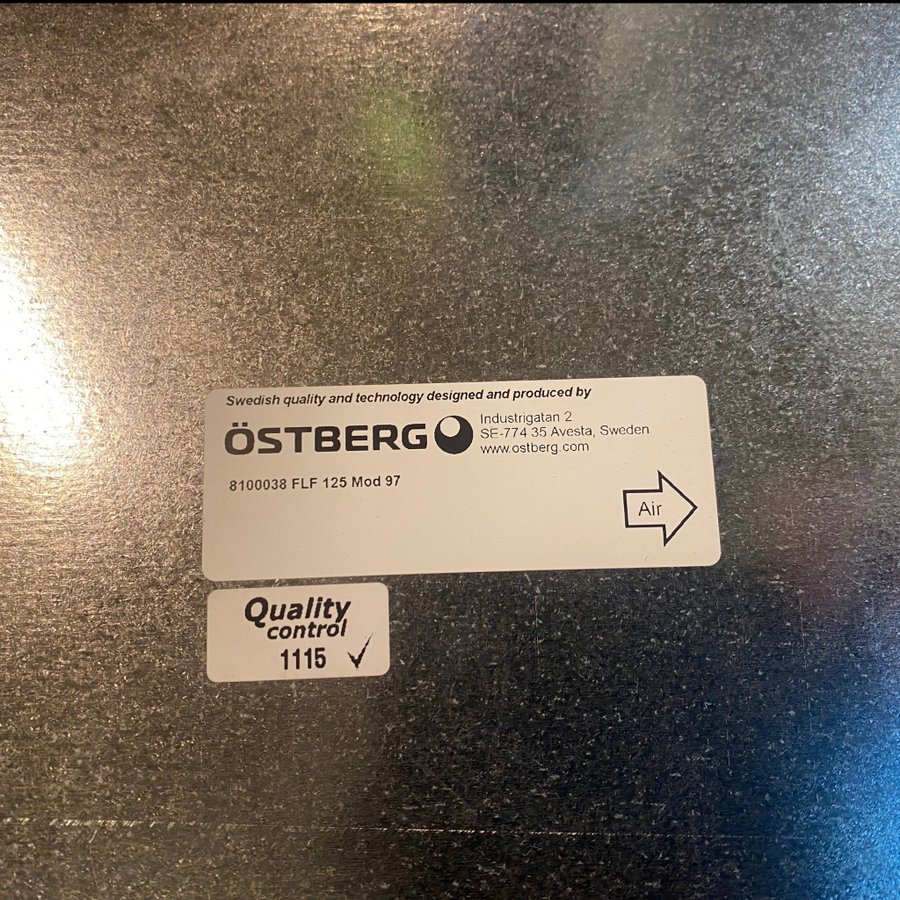 Swedish quality and technology designed and produced by
ÖSTBERG
Industrigatan 2
SE-774 35 Avesta, Sweden
www.ostberg.com
8100038 FLF 125 Mod 97
Air
Quality
control
1115